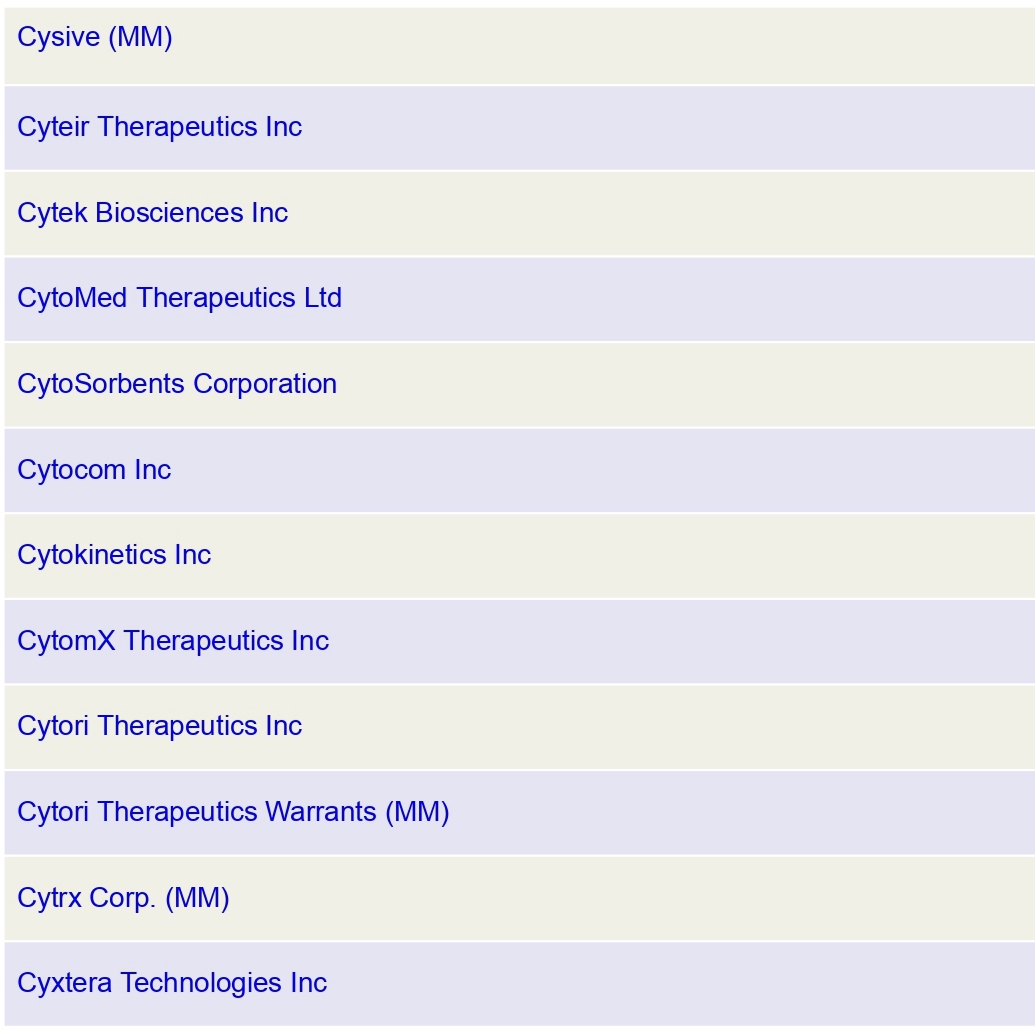 Cysive (MM)
Cyteir Therapeutics Inc
Cytek Biosciences Inc
CytoMed Therapeutics Ltd
CytoSorbents Corporation
Cytocom Inc
Cytokinetics Inc
CytomX Therapeutics Inc
Cytori Therapeutics Inc
Cytori Therapeutics Warrants (MM)
Cytrx Corp. (MM)
Cyxtera Technologies Inc